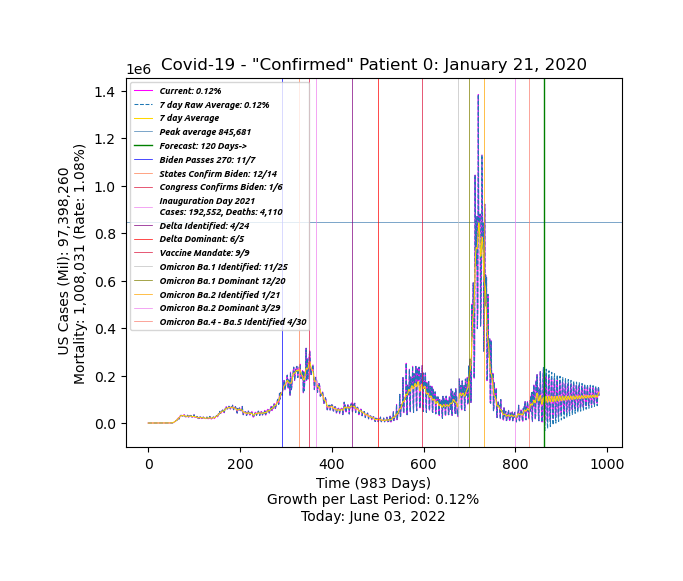 Covid-19 - "Confirmed" Patient 0: January 21, 2020
1e6
Current: 0.12%
7 day Raw Average: 0.12%
7 day Average
Peak average 845,681
Forecast: 120 Days->
Biden Passes 270: 11/7
States Confirm Biden: 12/14
Congress Confirms Biden: 1/6
Inauguration Day 2021
Cases: 192,552, Deaths: 4,110
Delta Identified: 4/24
Delta Dominant: 6/5
Vaccine Mandate: 9/9
Omicron Ba.1 Identified: 11/25
Omicron Ba.1 Dominant 12/20
Omicron Ba.2 Identified 1/21
Omicron Ba.2 Dominant 3/29
Omicron Ba.4 - Ba.5 Identified 4/30
1.4
1.2
1.0
0.8
0.6
0.4
0.2
0.0
US Cases (Mil): 97,398,260
Mortality: 1,008,031 (Rate: 1.08%)
0 200 400 600 800 1000
Time (983 Days)
Growth per Last Period: 0.12%
Today: June 03, 2022